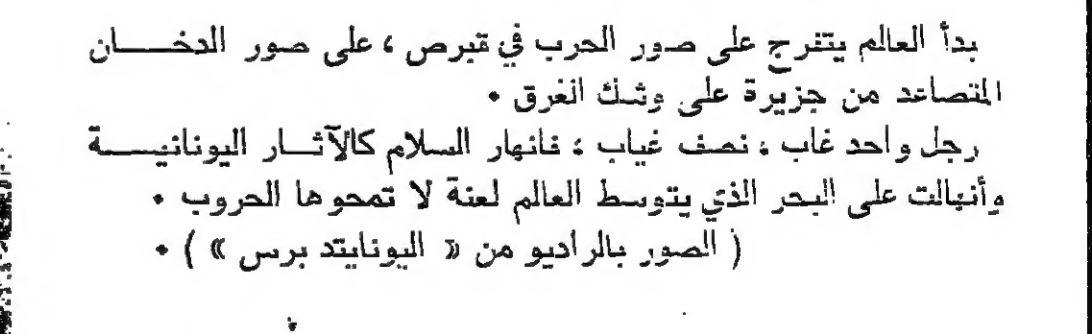 بدأ العالم يتفرج على صور الحرب في قبرص ، على صور الدخان
المتصاعد من جزيرة على وشك الغرق .
رجل واحد غاب ، نصف غياب ، فانهار السلام كالآثار اليونانية
وأنهالت على البحر الذي يتوسط العالم لعنة لا تمحوها الحروب .
( الصور بالراديو من « اليونايتد برس » ) .